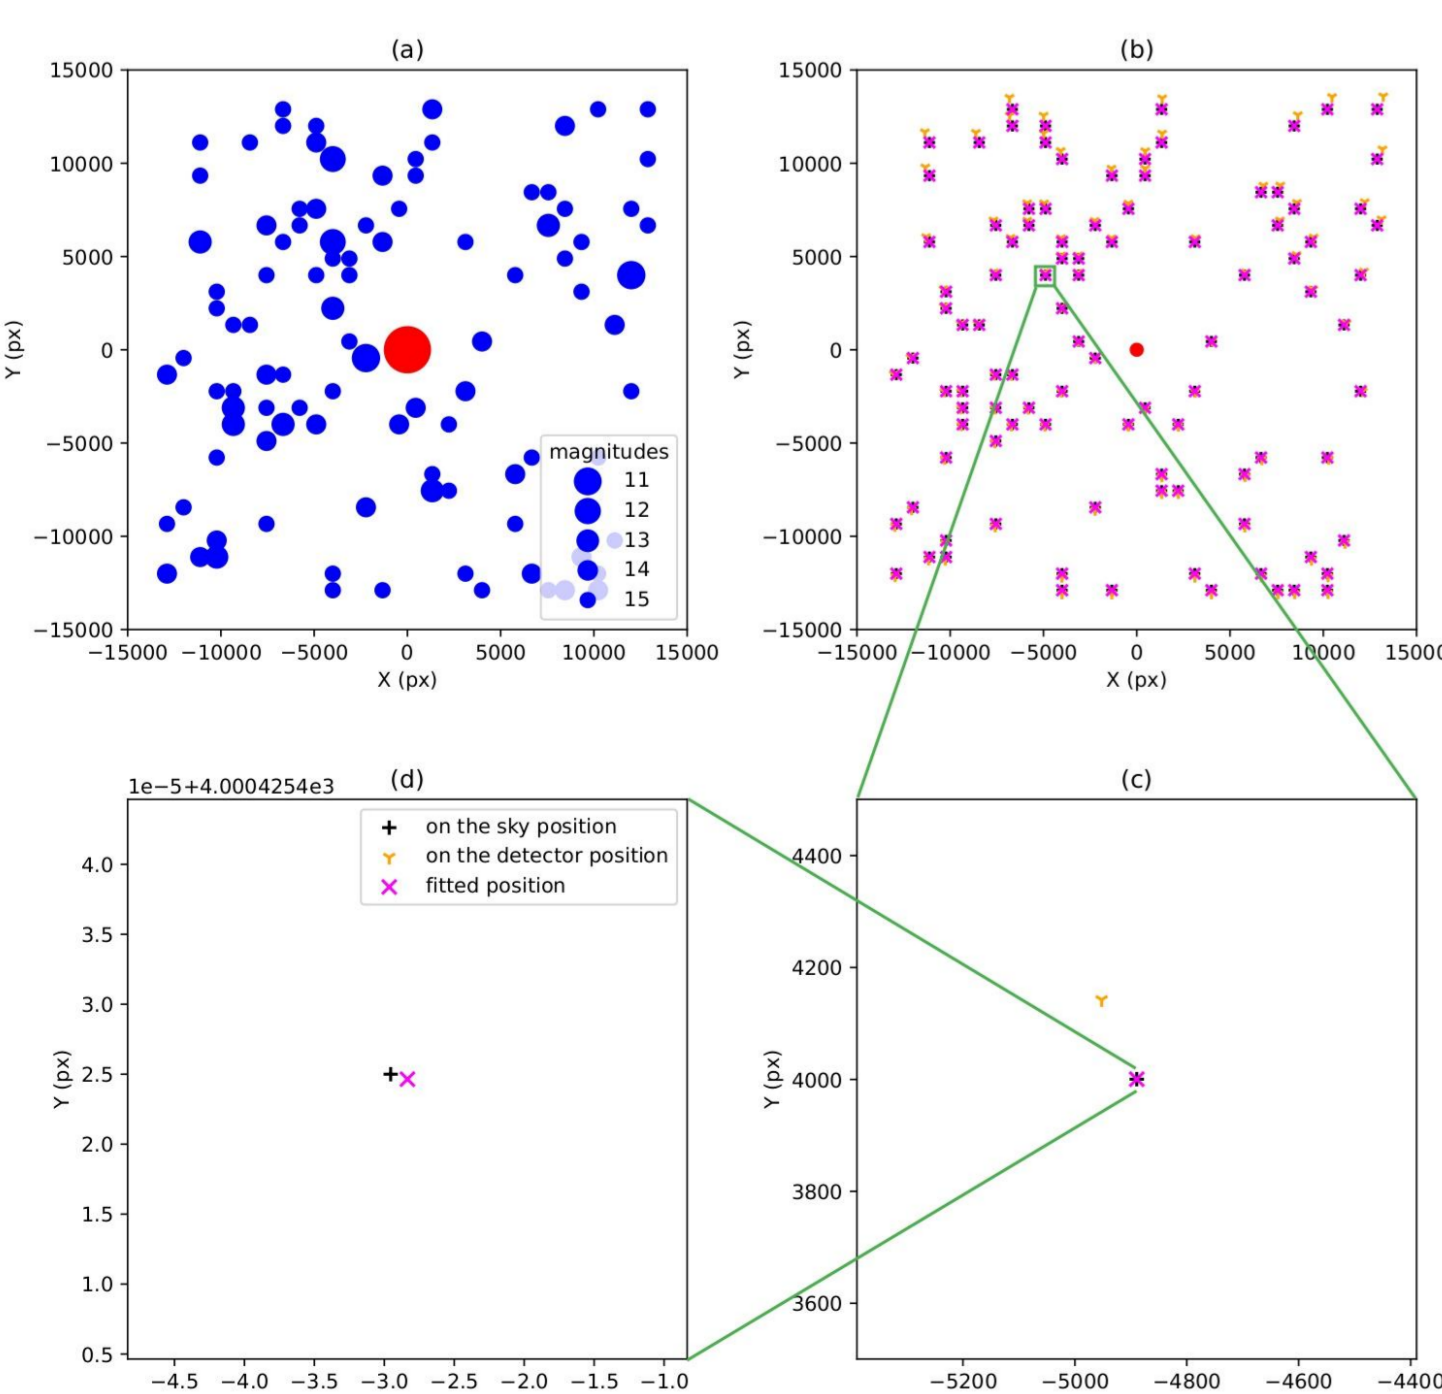 (a)
15000
10000
5000
0
−5000
−10000
−15000
Y (px)
magnitudes
11
12
13
14
15
−15000 −10000 −5000 0 5000 10000 15000
X (px)
(b)
15000
10000
5000
0
−5000
−10000
−15000
Y (px)
−15000 −10000 −5000 0 5000 10000 15000
X (px)
1e−5+4.0004254e3
(d)
on the sky position
on the detector position
fitted position
4.0
3.5
3.0
2.5
2.0
1.5
1.0
0.5
Y (px)
−4.5 −4.0 −3.5 −3.0 −2.5 −2.0 −1.5 −1.0
(c)
4400
4200
4000
3800
3600
Y (px)
−5200 −5000 −4800 −4600 −4400